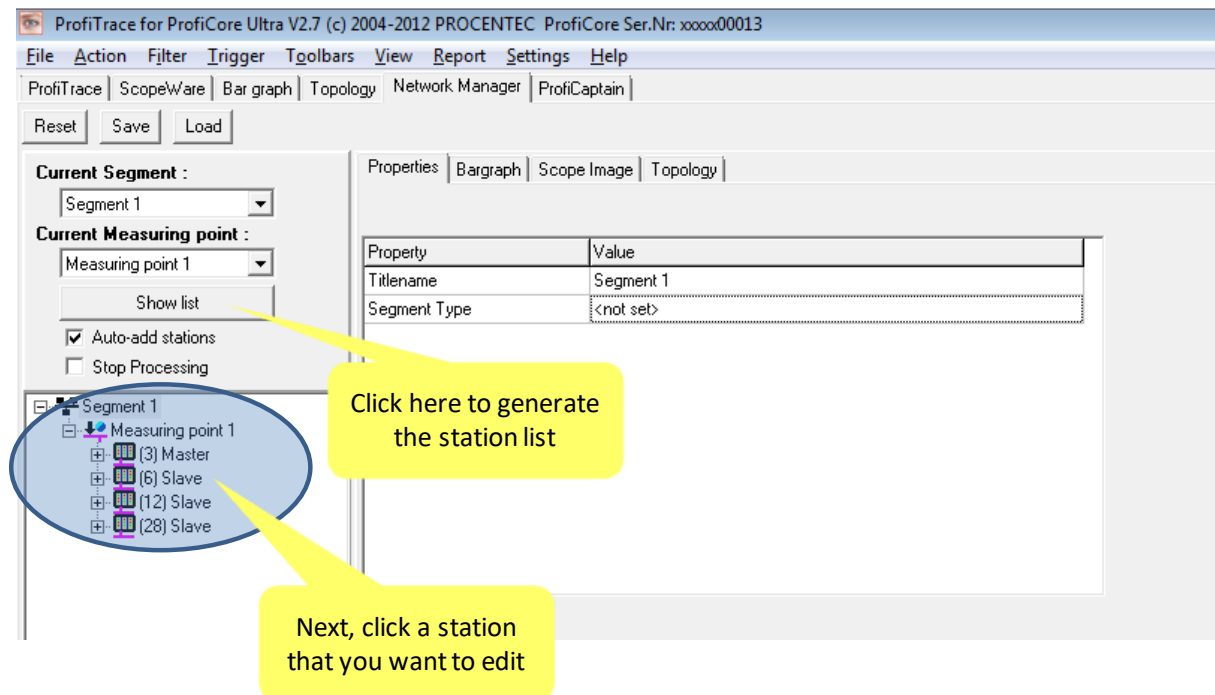 ProfiTrace for ProfiCore Ultra V2.7 (c) 2004-2012 PROCENTEC ProfiCore Ser.Nr: xxxxx00013
File Action Filter Trigger Toolbars View Report Settings Help
ProfiTrace ScopeWare Bar graph Topology Network Manager ProfiCaptain
Reset Save Load
Current Segment :
Segment 1
Current Measuring point :
Measuring point 1
Show list
Auto-add stations
Stop Processing
Segment 1
Measuring point 1
(3) Master
(6) Slave
(12) Slave
(28) Slave
Properties Bargraph Scope Image Topology
Property Value
Titlename Segment 1
Segment Type <not set>
Click here to generate
the station list
Next, click a station
that you want to edit